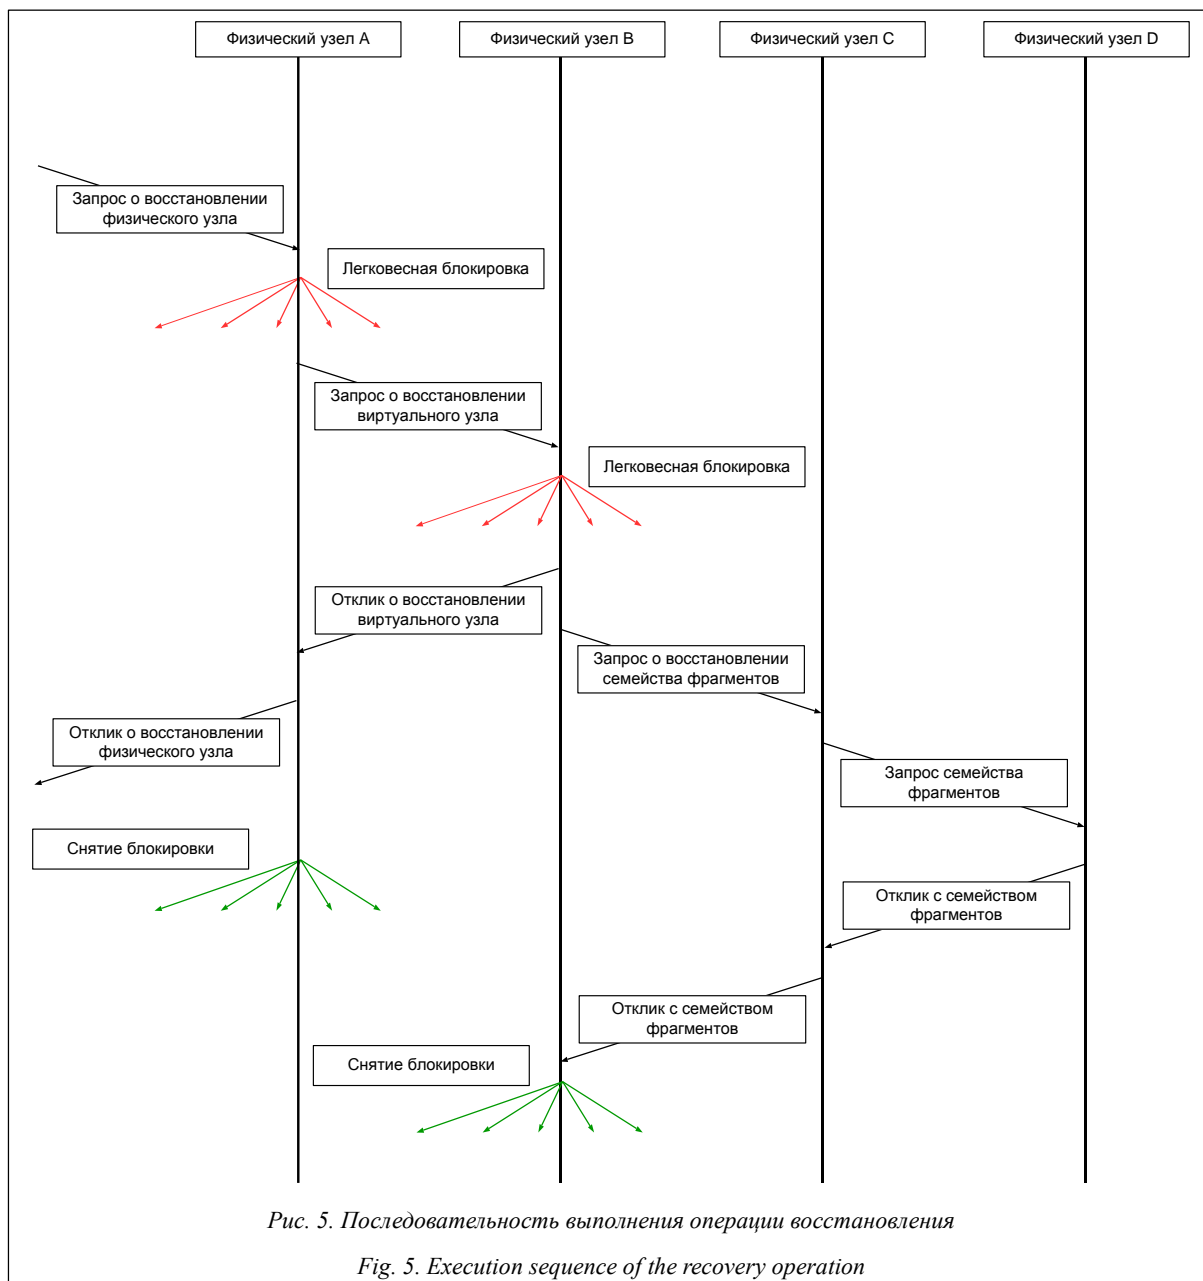 Физический узел A
Физический узел B
Физический узел C
Физический узел D
Запрос о восстановлении
физического узла
Легковесная блокировка
Запрос о восстановлении
виртуального узла
Легковесная блокировка
Отклик о восстановлении
виртуального узла
Запрос о восстановлении
семейства фрагментов
Отклик о восстановлении
физического узла
Запрос семейства
фрагментов
Снятие блокировки
Отклик с семейством
фрагментов
Отклик с семейством
фрагментов
Снятие блокировки
Рис. 5. Последовательность выполнения операции восстановления
Fig. 5. Execution sequence of the recovery operation